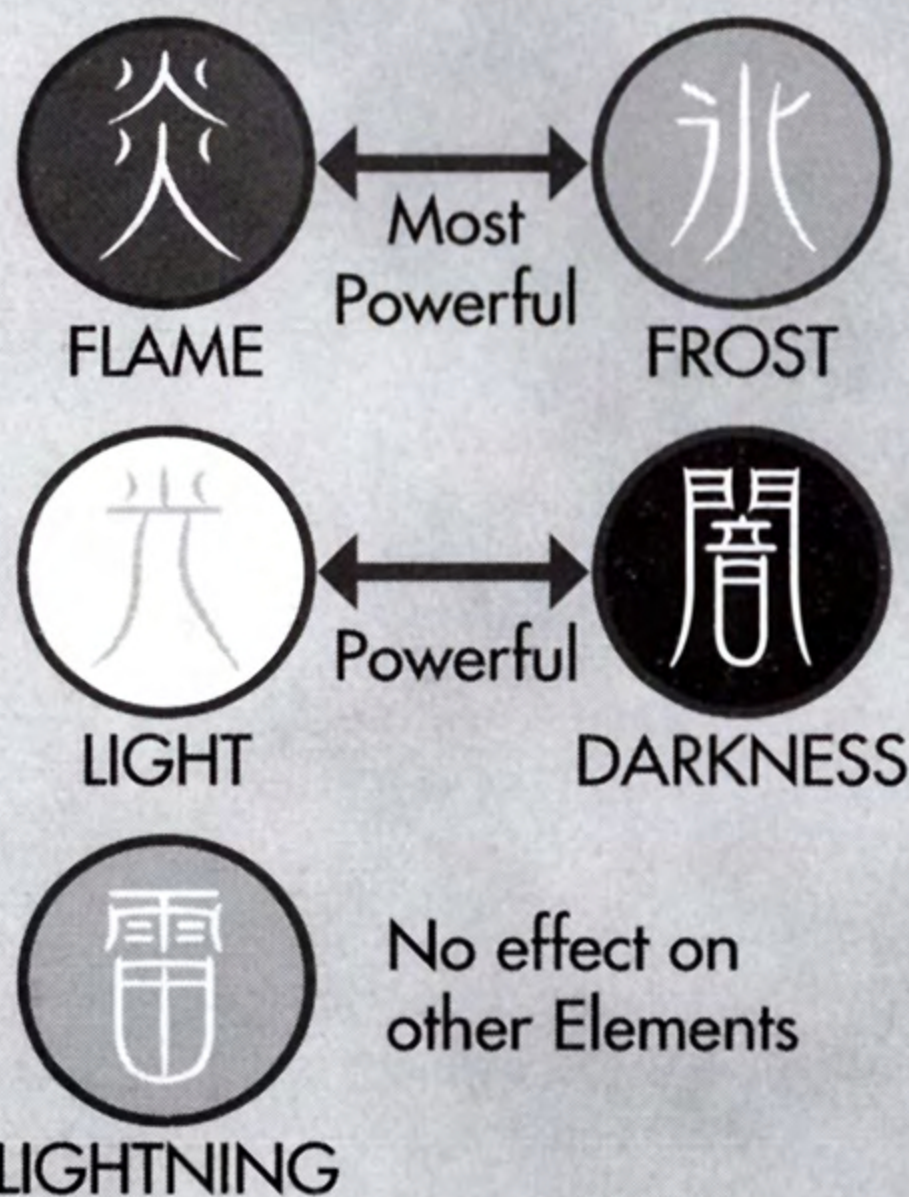 炎
氷
Most
Powerful
FLAME
FROST
光
闇
Powerful
LIGHT
DARKNESS
雷
No effect on
other Elements
LIGHTNING